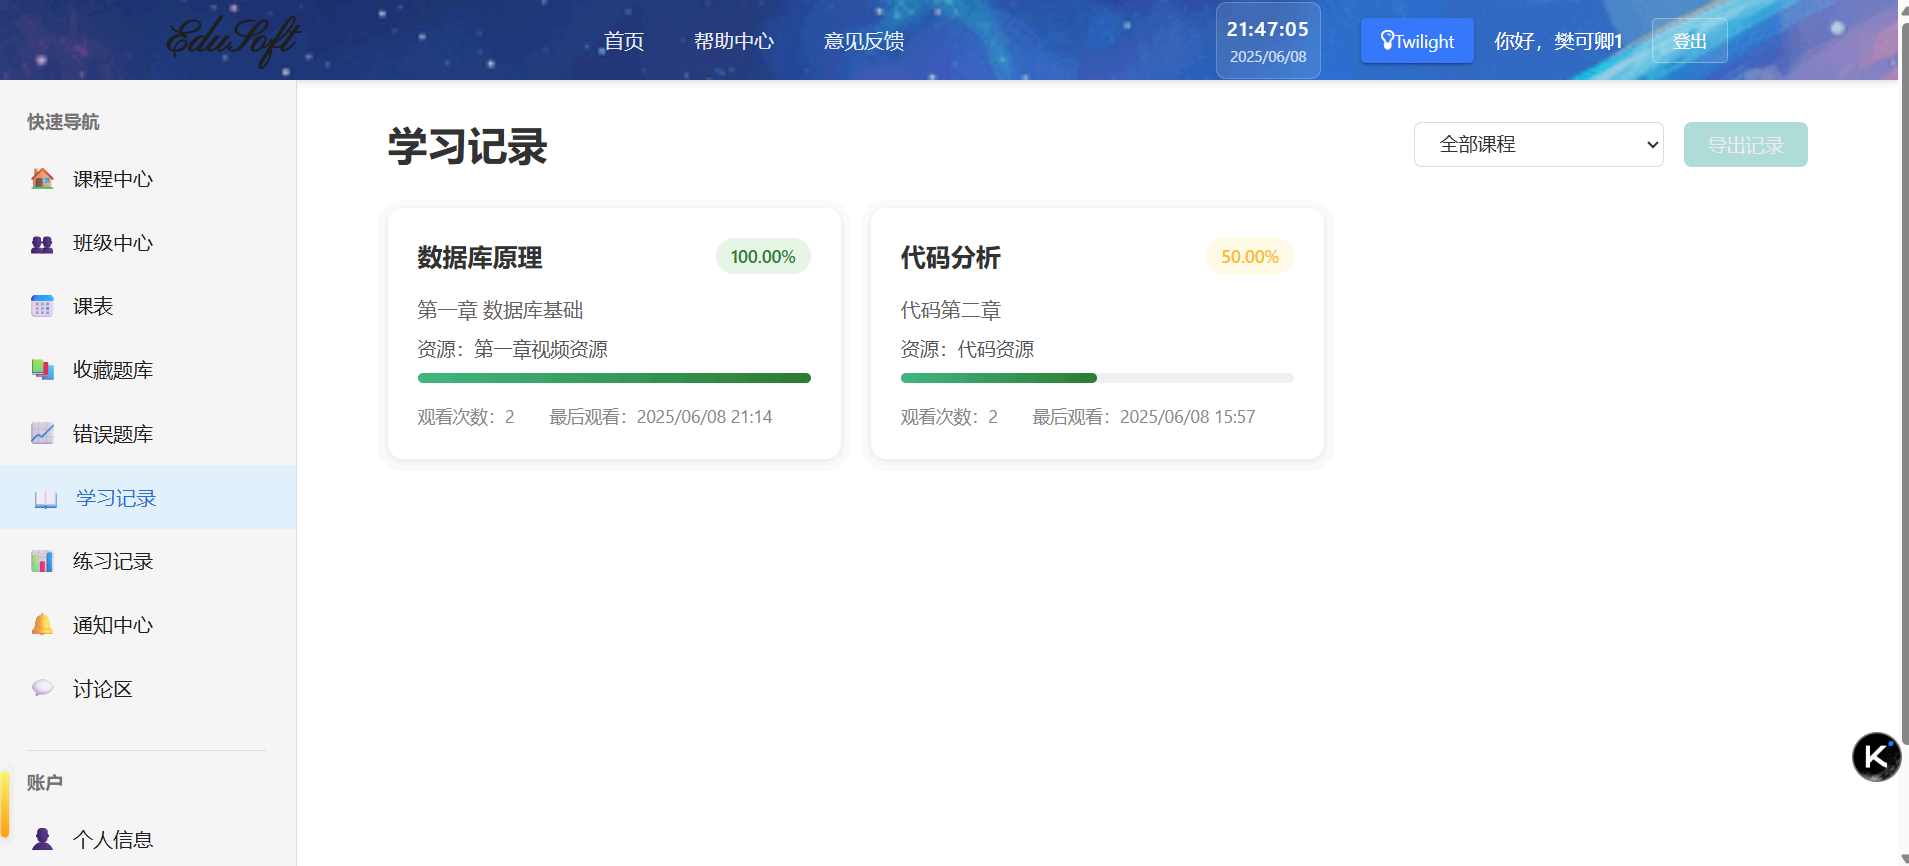 EduSoft
首页
帮助中心
意见反馈
21:47:05
2025/06/08
Twilight
你好，樊可卿1
登出
快速导航
课程中心
班级中心
课表
收藏题库
错误题库
学习记录
练习记录
通知中心
讨论区
账户
个人信息
学习记录
全部课程
导出记录
数据库原理
100.00%
第一章 数据库基础
资源：第一章视频资源
观看次数：2 最后观看：2025/06/08 21:14
代码分析
50.00%
代码第二章
资源：代码资源
观看次数：2 最后观看：2025/06/08 15:57
K